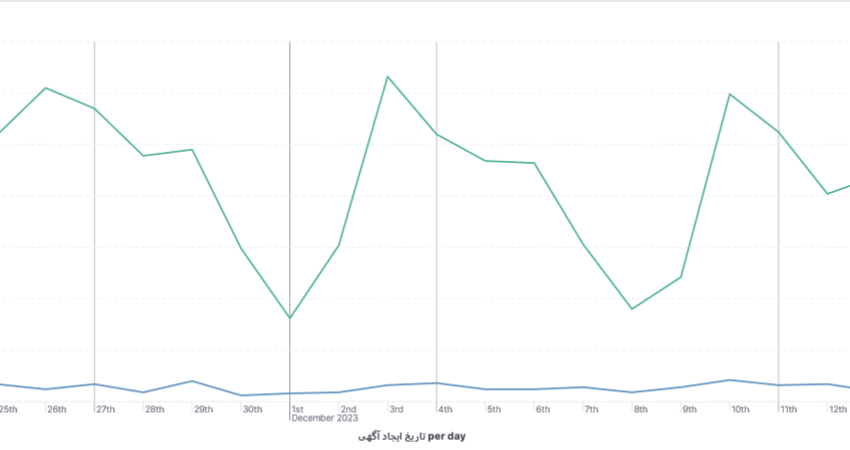 25th 26th 27th 28th 29th 30th 1st 2nd 3rd 4th 5th 6th 7th 8th 9th 10th 11th 12th
December 2023
تاریخ ایجاد آگهی per day